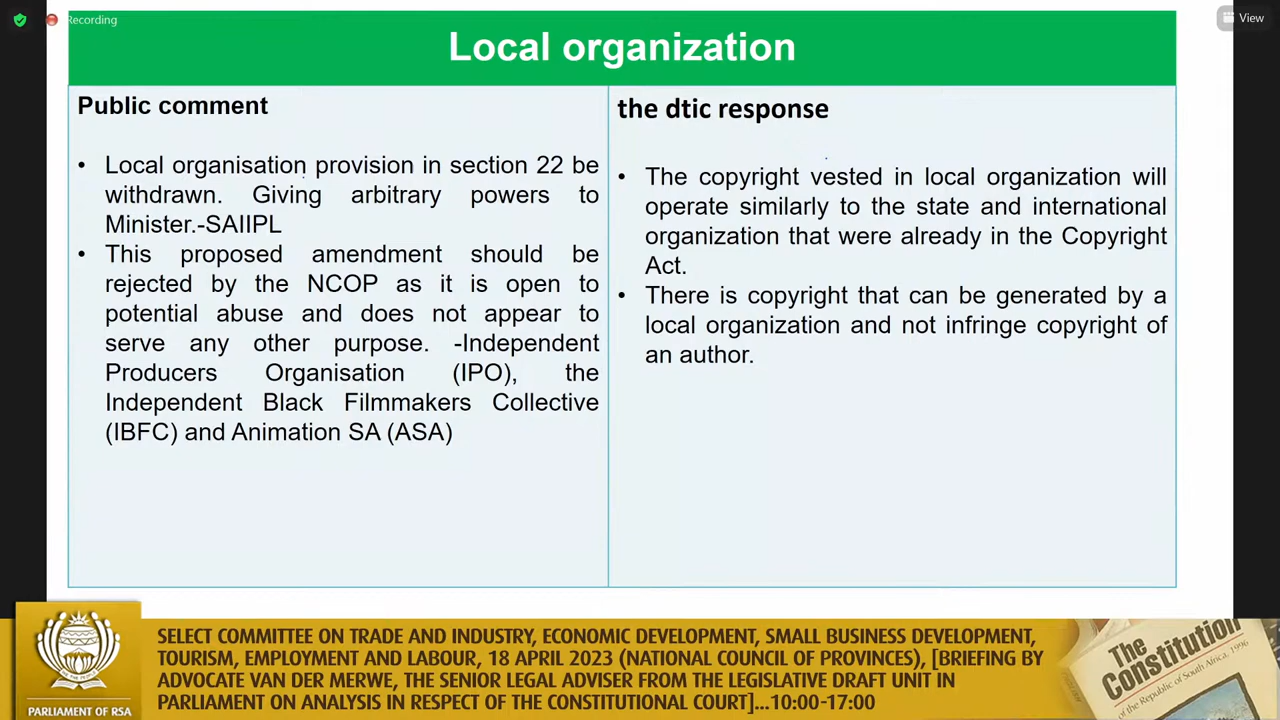 Recording
View
Local organization
Public comment
• Local organisation provision in section 22 be
withdrawn. Giving arbitrary powers to
Minister.-SAIIPL
• This proposed amendment should be
rejected by the NCOP as it is open to
potential abuse and does not appear to
serve any other purpose. -Independent
Producers Organisation (IPO), the
Independent Black Filmmakers Collective
(IBFC) and Animation SA (ASA)
the dtic response
• The copyright vested in local organization will
operate similarly to the state and international
organization that were already in the Copyright
Act.
• There is copyright that can be generated by a
local organization and not infringe copyright of
an author.
PARLIAMENT OF RSA
SELECT COMMITTEE ON TRADE AND INDUSTRY, ECONOMIC DEVELOPMENT, SMALL BUSINESS DEVELOPMENT,
TOURISM, EMPLOYMENT AND LABOUR, 18 APRIL 2023 (NATIONAL COUNCIL OF PROVINCES), [BRIEFING BY
ADVOCATE VAN DER MERWE, THE SENIOR LEGAL ADVISER FROM THE LEGISLATIVE DRAFT UNIT IN
PARLIAMENT ON ANALYSIS IN RESPECT OF THE CONSTITUTIONAL COURT]...10:00-17:00
The
Constitution
of the Republic of South Africa, 1996